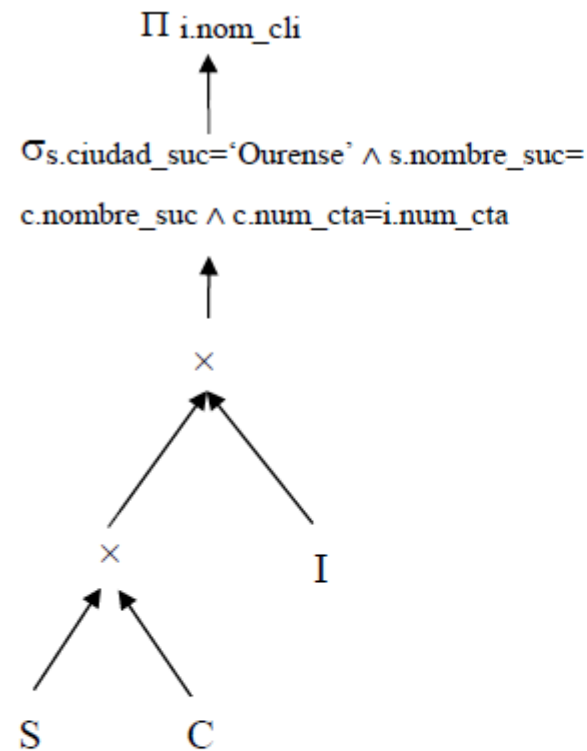 Π i.nom_cli
σs.ciudad_suc=‘Ourense’ ∧ s.nombre_suc=
c.nombre_suc ∧ c.num_cta=i.num_cta
×
×
I
S
C